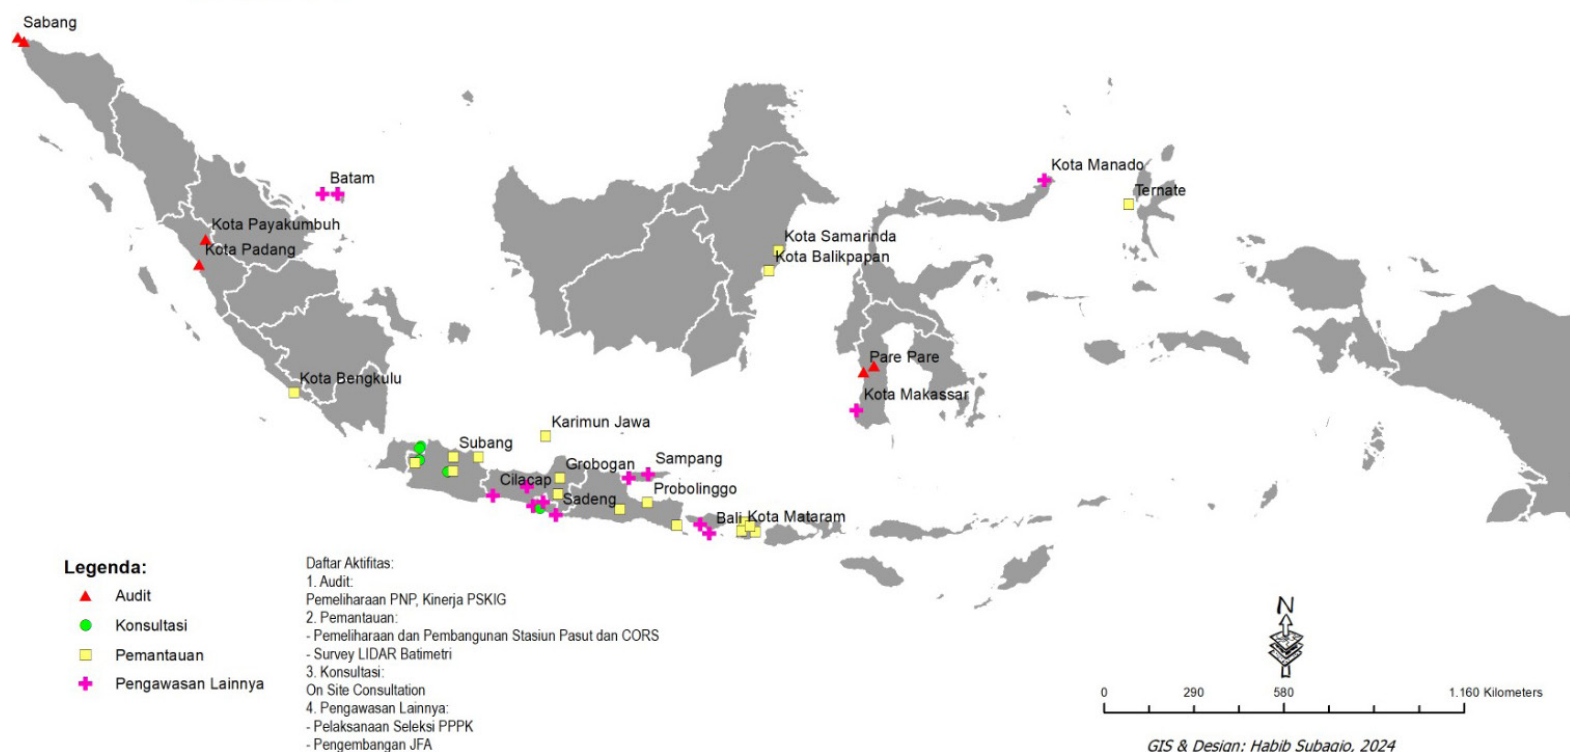 Sabang
Batam
Kota Manado
Ternate
Kota Payakumbuh
Kota Padang
Kota Samarinda
Kota Balikpapan
Pare Pare
Kota Bengkulu
Kota Makassar
Karimun Jawa
Subang
Grobogan
Sampang
Cilacap
Sadeng
Probolinggo
Bali
Kota Mataram
Legenda:
Audit
Konsultasi
Pemantauan
Pengawasan Lainnya
Daftar Aktifitas:
1. Audit:
Pemeliharaan PNP, Kinerja PSKIG
2. Pemantauan:
- Pemeliharaan dan Pembangunan Stasiun Pasut dan CORS
- Survey LIDAR Batimetri
3. Konsultasi:
On Site Consultation
4. Pengawasan Lainnya:
- Pelaksanaan Seleksi PPPK
- Pengembangan JFA
N
0 290 580 1.160 Kilometers
GIS & Design: Habib Subagio, 2024